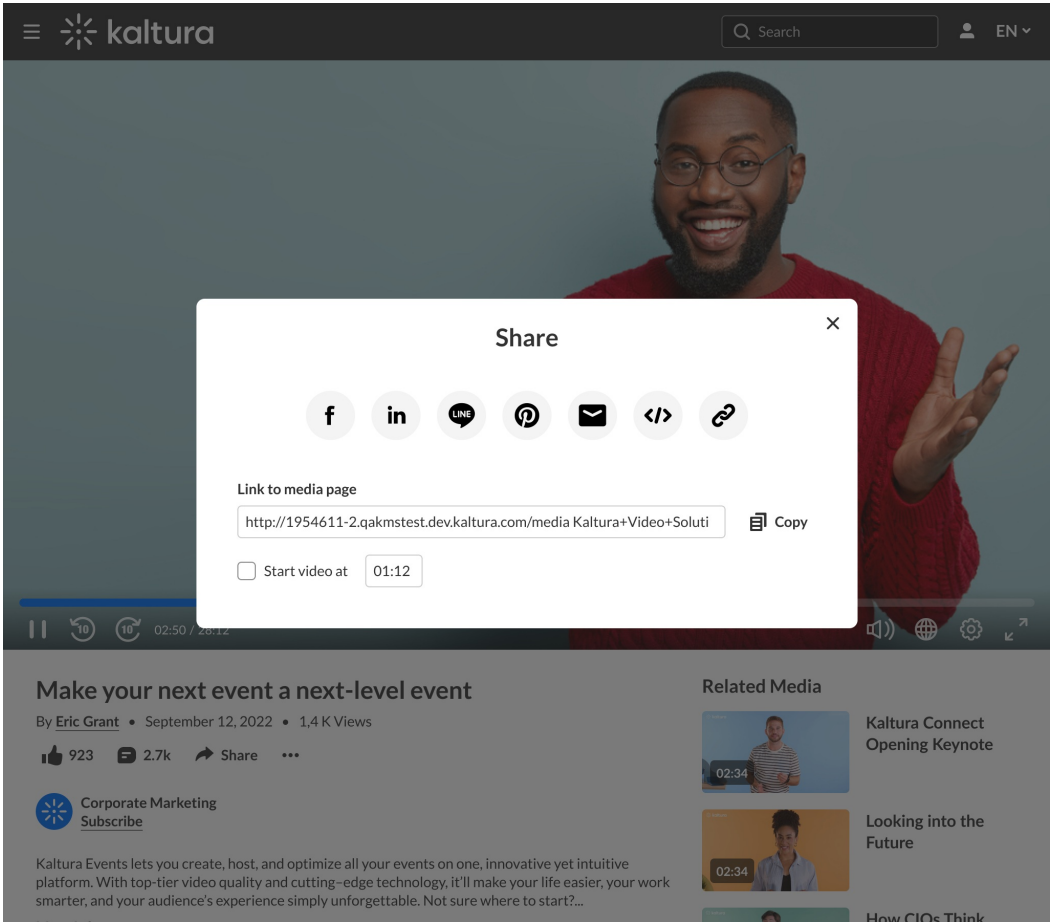 kaltura
Search
EN
Share
f
in
LINE
</>
Link to media page
http://1954611-2.qakmstest.dev.kaltura.com/media Kaltura+Video+Soluti
Copy
Start video at
01:12
10
10
02:50 / 28:12
Make your next event a next-level event
By Eric Grant • September 12, 2022 • 1,4 K Views
923
2.7k
Share
•••
Corporate Marketing
Subscribe
Kaltura Events lets you create, host, and optimize all your events on one, innovative yet intuitive
platform. With top-tier video quality and cutting–edge technology, it'll make your life easier, your work
smarter, and your audience's experience simply unforgettable. Not sure where to start?...
Related Media
02:34
Kaltura Connect
Opening Keynote
02:34
Looking into the
Future
How CIOs Think